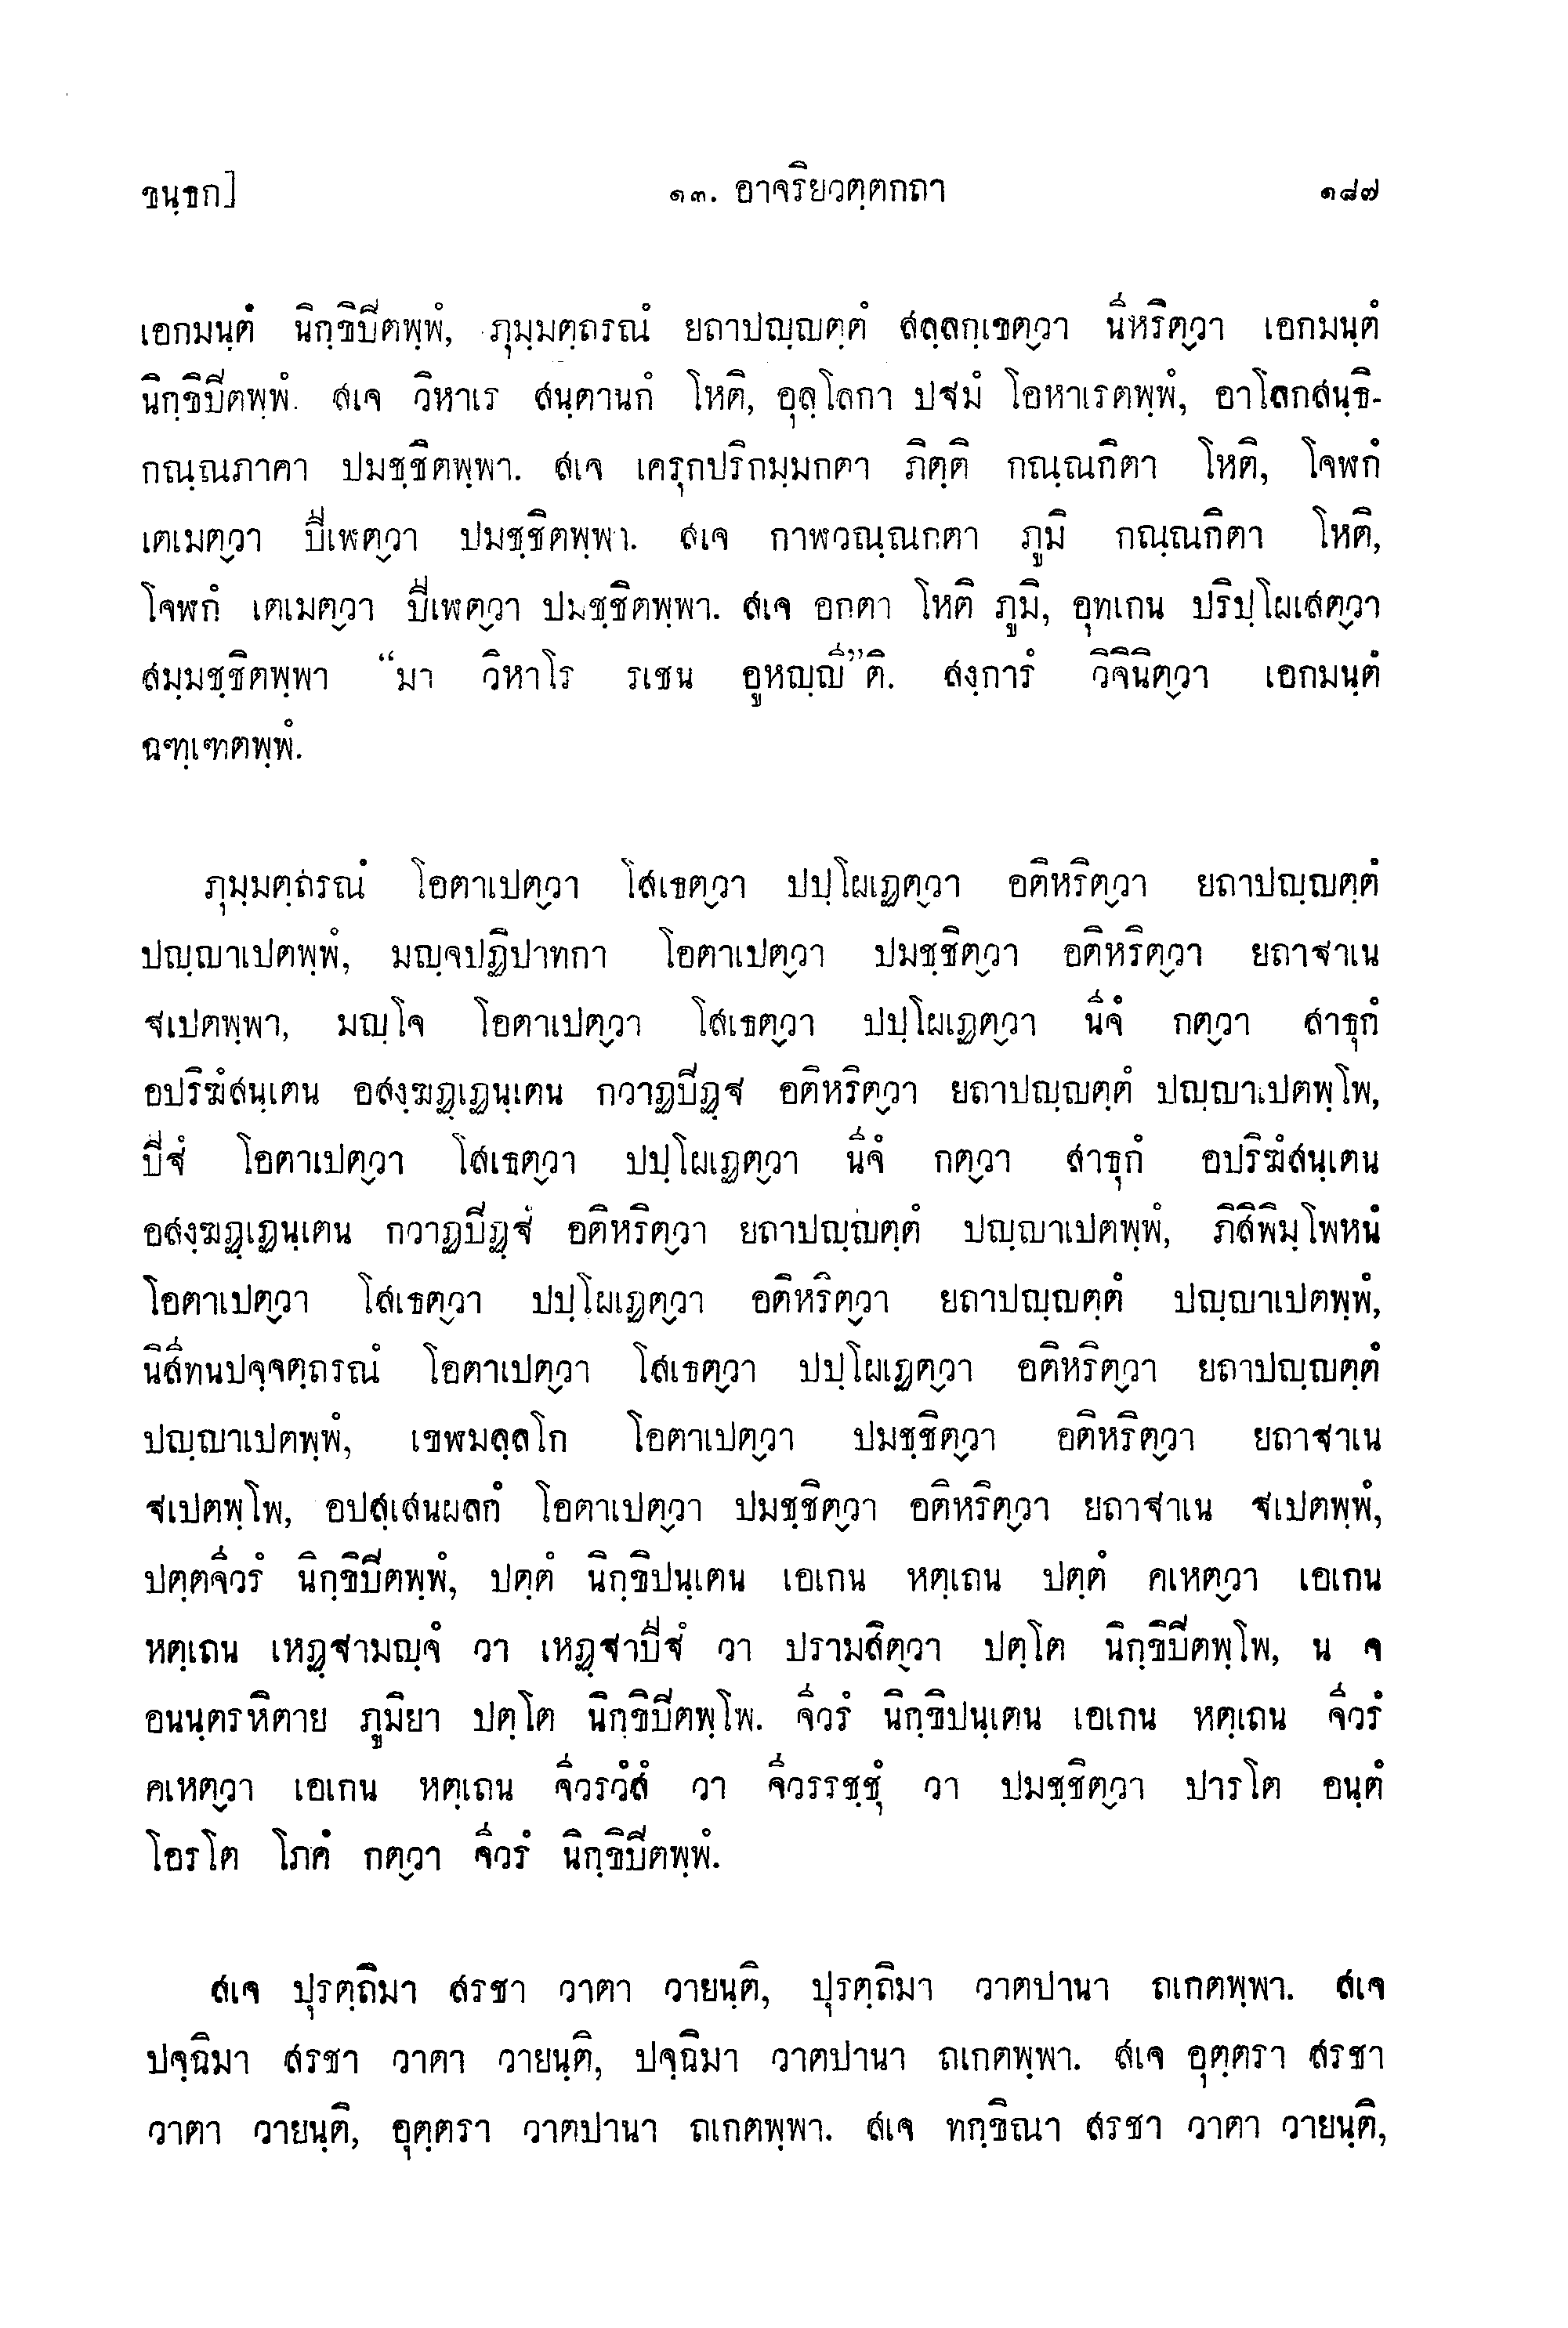 ขนฺธก] ๑๓. อาจริยวตฺตกถา ๑๘๗
เอกมนฺตํ นิกฺขิปิตพฺพํ, ภุมฺมตฺถรณํ ยถาปญฺญตฺตํ สลฺลกฺเขตฺวา นีหริตฺวา เอกมนฺตํ
นิกฺขิปิตพฺพํ. สเจ วิหาเร สนฺตานกํ โหติ, อุลฺโลกา ปฐมํ โอหาเรตพฺพํ, อาโลกสนฺธิ-
กณฺณภาคา ปมชฺชิตพฺพา. สเจ เครุกปริกมฺมกตา ภิตฺติ กณฺณกิตา โหติ, โจฬกํ
เตเมตฺวา ปีเฬตฺวา ปมชฺชิตพฺพา. สเจ กาฬวณฺณกตา ภูมิ กณฺณกิตา โหติ,
โจฬกํ เตเมตฺวา ปีเฬตฺวา ปมชฺชิตพฺพา. สเจ อกตา โหติ ภูมิ, อุทเกน ปริปฺโผเสตฺวา
สมฺมชฺชิตพฺพา “มา วิหาโร รเชน อูหญฺญี”ติ. สงฺการํ วิจินิตฺวา เอกมนฺตํ
ฉฑฺเฑตพฺพํ.
ภุมฺมตฺถรณํ โอตาเปตฺวา โสเธตฺวา ปปฺโผเฏตฺวา อติหริตฺวา ยถาปญฺญตฺตํ
ปญฺญาเปตพฺพํ, มญฺจปฏิปาทกา โอตาเปตฺวา ปมชฺชิตฺวา อติหริตฺวา ยถาฐาเน
ฐเปตพฺพา, มญฺโจ โอตาเปตฺวา โสเธตฺวา ปปฺโผเฏตฺวา นีจํ กตฺวา สาธุกํ
อปริฆํสนฺเตน อสงฺฆฏฺเฏนฺเตน กวาฏปีฏฺฐ อติหริตฺวา ยถาปญฺญตฺตํ ปญฺญาเปตพฺโพ,
ปีฐํ โอตาเปตฺวา โสเธตฺวา ปปฺโผเฏตฺวา นีจํ กตฺวา สาธุกํ อปริฆํสนฺเตน
อสงฺฆฏฺเฏนฺเตน กวาฏปีฏฺฐํ อติหริตฺวา ยถาปญฺญตฺตํ ปญฺญาเปตพฺพํ, ภิสิพิมฺโพหนํ
โอตาเปตฺวา โสเธตฺวา ปปฺโผเฏตฺวา อติหริตฺวา ยถาปญฺญตฺตํ ปญฺญาเปตพฺพํ,
นิสีทนปจฺจตฺถรณํ โอตาเปตฺวา โสเธตฺวา ปปฺโผเฏตฺวา อติหริตฺวา ยถาปญฺญตฺตํ
ปญฺญาเปตพฺพํ, เขฬมลฺลโก โอตาเปตฺวา ปมชฺชิตฺวา อติหริตฺวา ยถาฐาเน
ฐเปตพฺโพ, อปสฺเสนผลกํ โอตาเปตฺวา ปมชฺชิตฺวา อติหริตฺวา ยถาฐาเน ฐเปตพฺพํ,
ปตฺตจีวรํ นิกฺขิปิตพฺพํ, ปตฺตํ นิกฺขิปนฺเตน เอเกน หตฺเถน ปตฺตํ คเหตฺวา เอเกน
หตฺเถน เหฏฺฐามญฺจํ วา เหฏฺฐาปีฐํ วา ปรามสิตฺวา ปตฺโต นิกฺขิปิตพฺโพ, น จ
อนนฺตรหิตาย ภูมิยา ปตฺโต นิกฺขิปิตพฺโพ. จีวรํ นิกฺขิปนฺเตน เอเกน หตฺเถน จีวรํ
คเหตฺวา เอเกน หตฺเถน จีวรวํสํ วา จีวรรชฺชุํ วา ปมชฺชิตฺวา ปารโต อนฺตํ
โอรโต โภคํ กตฺวา จีวรํ นิกฺขิปิตพฺพํ.
สเจ ปุรตฺถิมา สรชา วาตา วายนฺติ, ปุรตฺถิมา วาตปานา ถเกตพฺพา. สเจ
ปจฺฉิมา สรชา วาตา วายนฺติ, ปจฺฉิมา วาตปานา ถเกตพฺพา. สเจ อุตฺตรา สรชา
วาตา วายนฺติ, อุตฺตรา วาตปานา ถเกตพฺพา. สเจ ทกฺขิณา สรชา วาตา วายนฺติ,